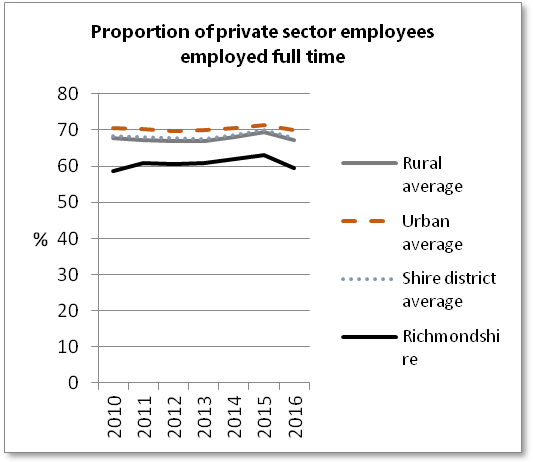 Proportion of private sector employees
employed full time
80
70
60
50
40
30
20
10
0
%
2010
2011
2012
2013
2014
2015
2016
Rural
average
Urban
average
Shire district
average
Richmondshi
re